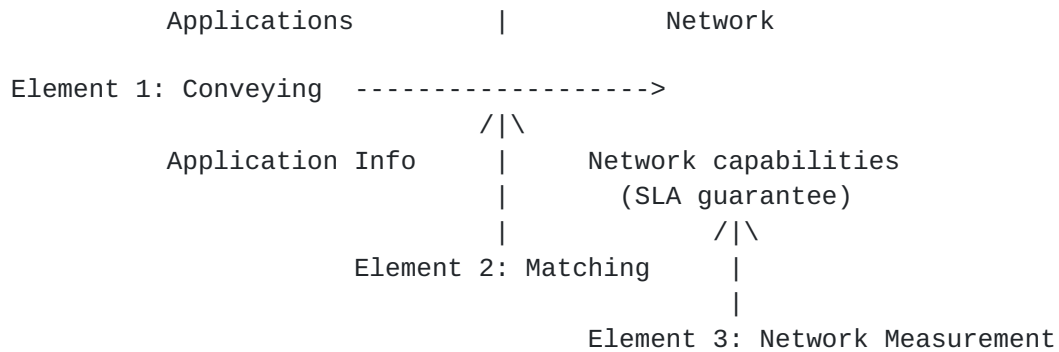 Applications | Network
Element 1: Conveying ------------------->
/|\
Application Info | Network capabilities
| (SLA guarantee)
| /|\
Element 2: Matching |
|
Element 3: Network Measurement